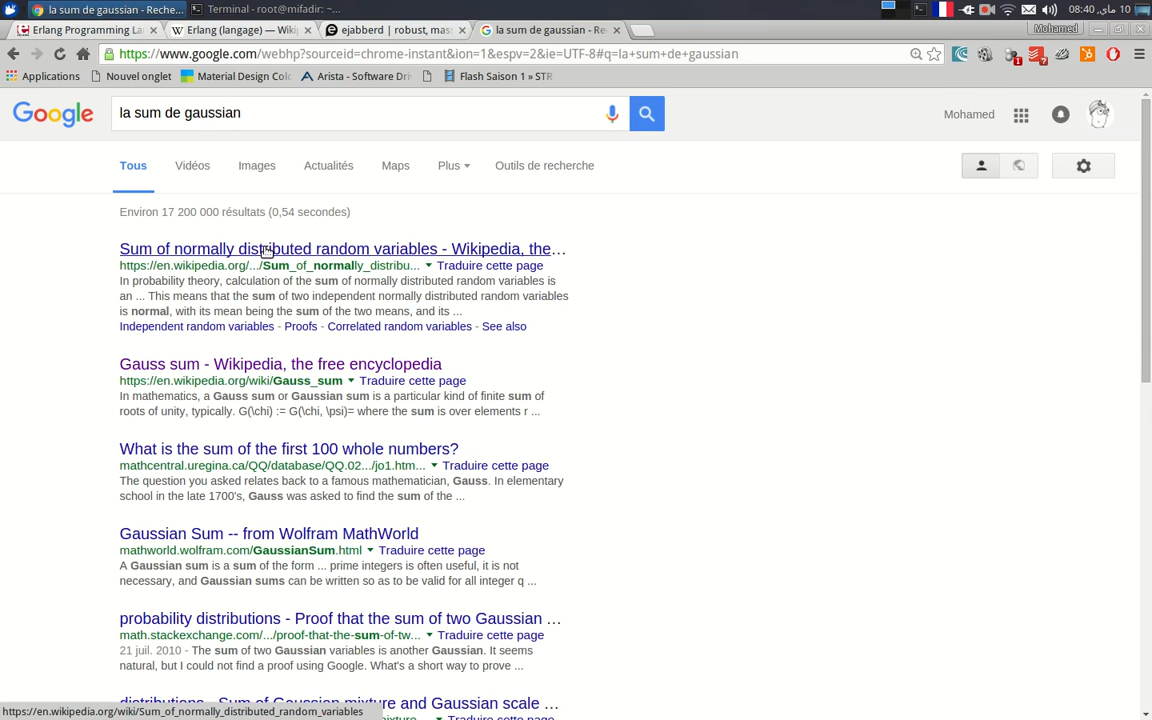 la sum de gaussian - Reche...
Terminal - root@mifadir: ~...
10 ماي, 08:40
Erlang Programming La
Erlang (langage) — Wiki
ejabberd | robust, mas
la sum de gaussian - Re
Mohamed
https://www.google.com/webhp?sourceid=chrome-instant&ion=1&espv=2&ie=UTF-8#q=la+sum+de+gaussian
Applications
Nouvel onglet
Material Design Col
Arista - Software Dri
Flash Saison 1 » STR
Google
la sum de gaussian
Mohamed
Tous
Vidéos
Images
Actualités
Maps
Plus
Outils de recherche
Environ 17 200 000 résultats (0,54 secondes)
Sum of normally distributed random variables - Wikipedia, the...
https://en.wikipedia.org/.../Sum_of_normally_distribu... Traduire cette page
In probability theory, calculation of the sum of normally distributed random variables is
an ... This means that the sum of two independent normally distributed random variables
is normal, with its mean being the sum of the two means, and its ...
Independent random variables - Proofs - Correlated random variables - See also
Gauss sum - Wikipedia, the free encyclopedia
https://en.wikipedia.org/wiki/Gauss_sum Traduire cette page
In mathematics, a Gauss sum or Gaussian sum is a particular kind of finite sum of
roots of unity, typically. G(\chi) := G(\chi, \psi)= where the sum is over elements r ...
What is the sum of the first 100 whole numbers?
mathcentral.uregina.ca/QQ/database/QQ.02.../jo1.htm... Traduire cette page
The question you asked relates back to a famous mathematician, Gauss. In elementary
school in the late 1700's, Gauss was asked to find the sum of the ...
Gaussian Sum -- from Wolfram MathWorld
mathworld.wolfram.com/GaussianSum.html Traduire cette page
A Gaussian sum is a sum of the form ... prime integers is often useful, it is not
necessary, and Gaussian sums can be written so as to be valid for all integer q ...
probability distributions - Proof that the sum of two Gaussian ...
math.stackexchange.com/.../proof-that-the-sum-of-tw... Traduire cette page
21 juil. 2010 - The sum of two Gaussian variables is another Gaussian. It seems
natural, but I could not find a proof using Google. What's a short way to prove ...
distributions - Sum of Gaussian mixture and Gaussian scale ...
https://en.wikipedia.org/wiki/Sum_of_normally_distributed_random_variables